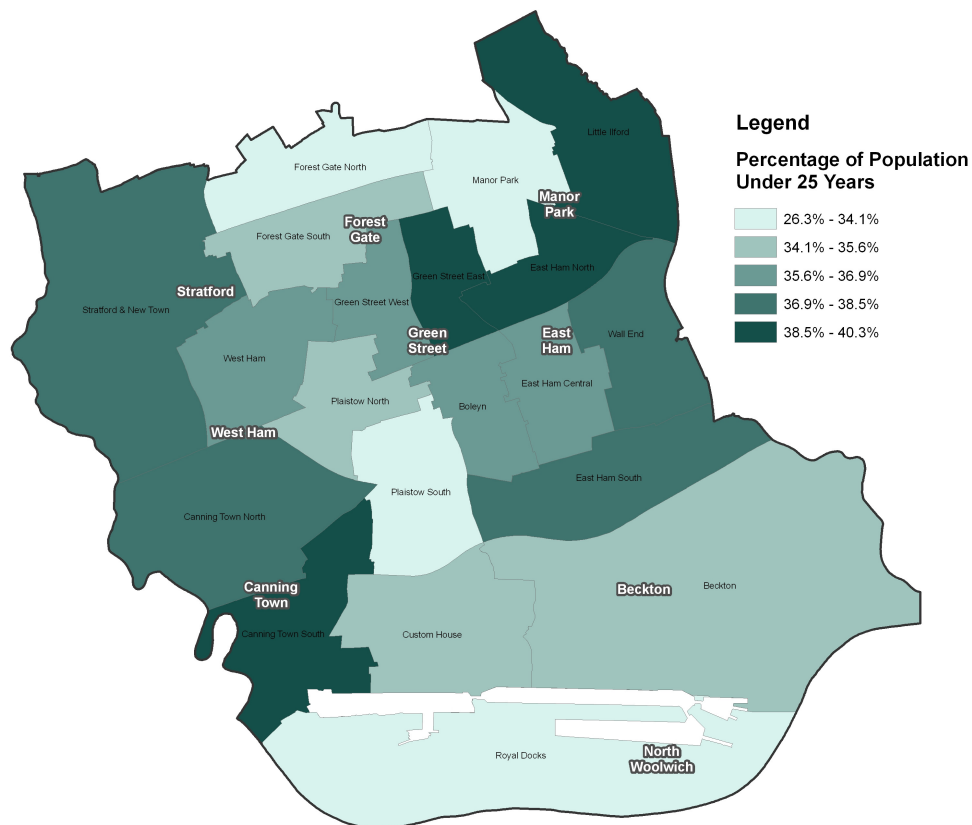 Little Ilford
Legend
Percentage of Population
Under 25 Years
26.3% - 34.1%
34.1% - 35.6%
35.6% - 36.9%
36.9% - 38.5%
38.5% - 40.3%
Forest Gate North
Manor Park
Manor
Park
Forest
Gate
Forest Gate South
East Ham North
Green Street East
Stratford
Green Street West
Stratford & New Town
Green
Street
East
Ham
Wall End
West Ham
East Ham Central
Plaistow North
Boleyn
West Ham
East Ham South
Plaistow South
Canning Town North
Canning
Town
Beckton
Beckton
Canning Town South
Custom House
Royal Docks
North
Woolwich